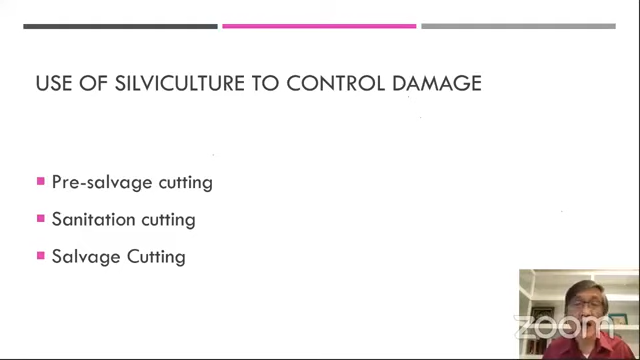 USE OF SILVICULTURE TO CONTROL DAMAGE
Pre-salvage cutting
Sanitation cutting
Salvage Cutting
zoom